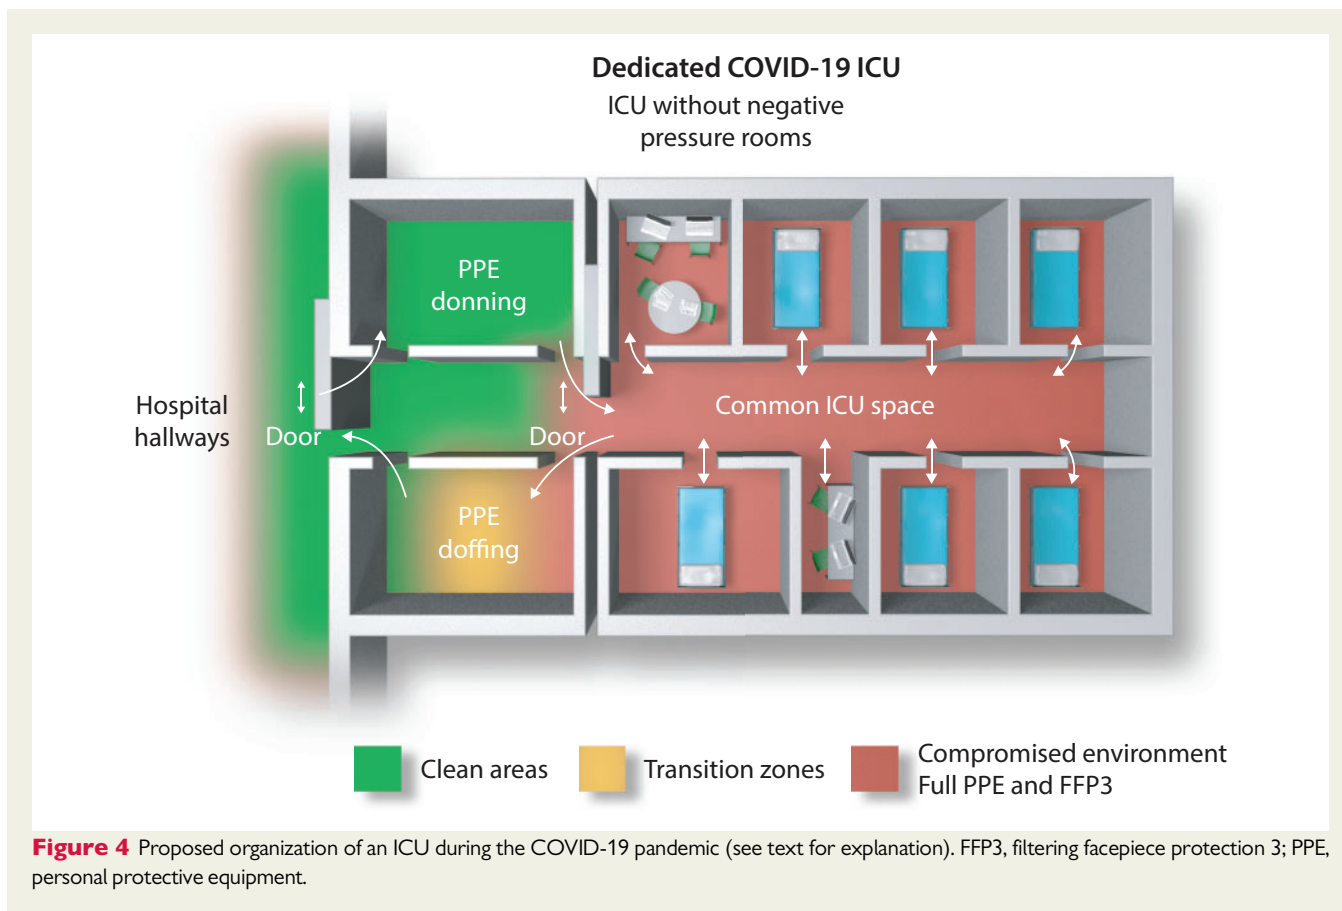 Dedicated COVID-19 ICU
ICU without negative
pressure rooms
PPE
donning
Hospital
hallways
Door
Door
Common ICU space
PPE
doffing
Clean areas
Transition zones
Compromised environment
Full PPE and FFP3
Figure 4 Proposed organization of an ICU during the COVID-19 pandemic (see text for explanation). FFP3, filtering facepiece protection 3; PPE,
personal protective equipment.